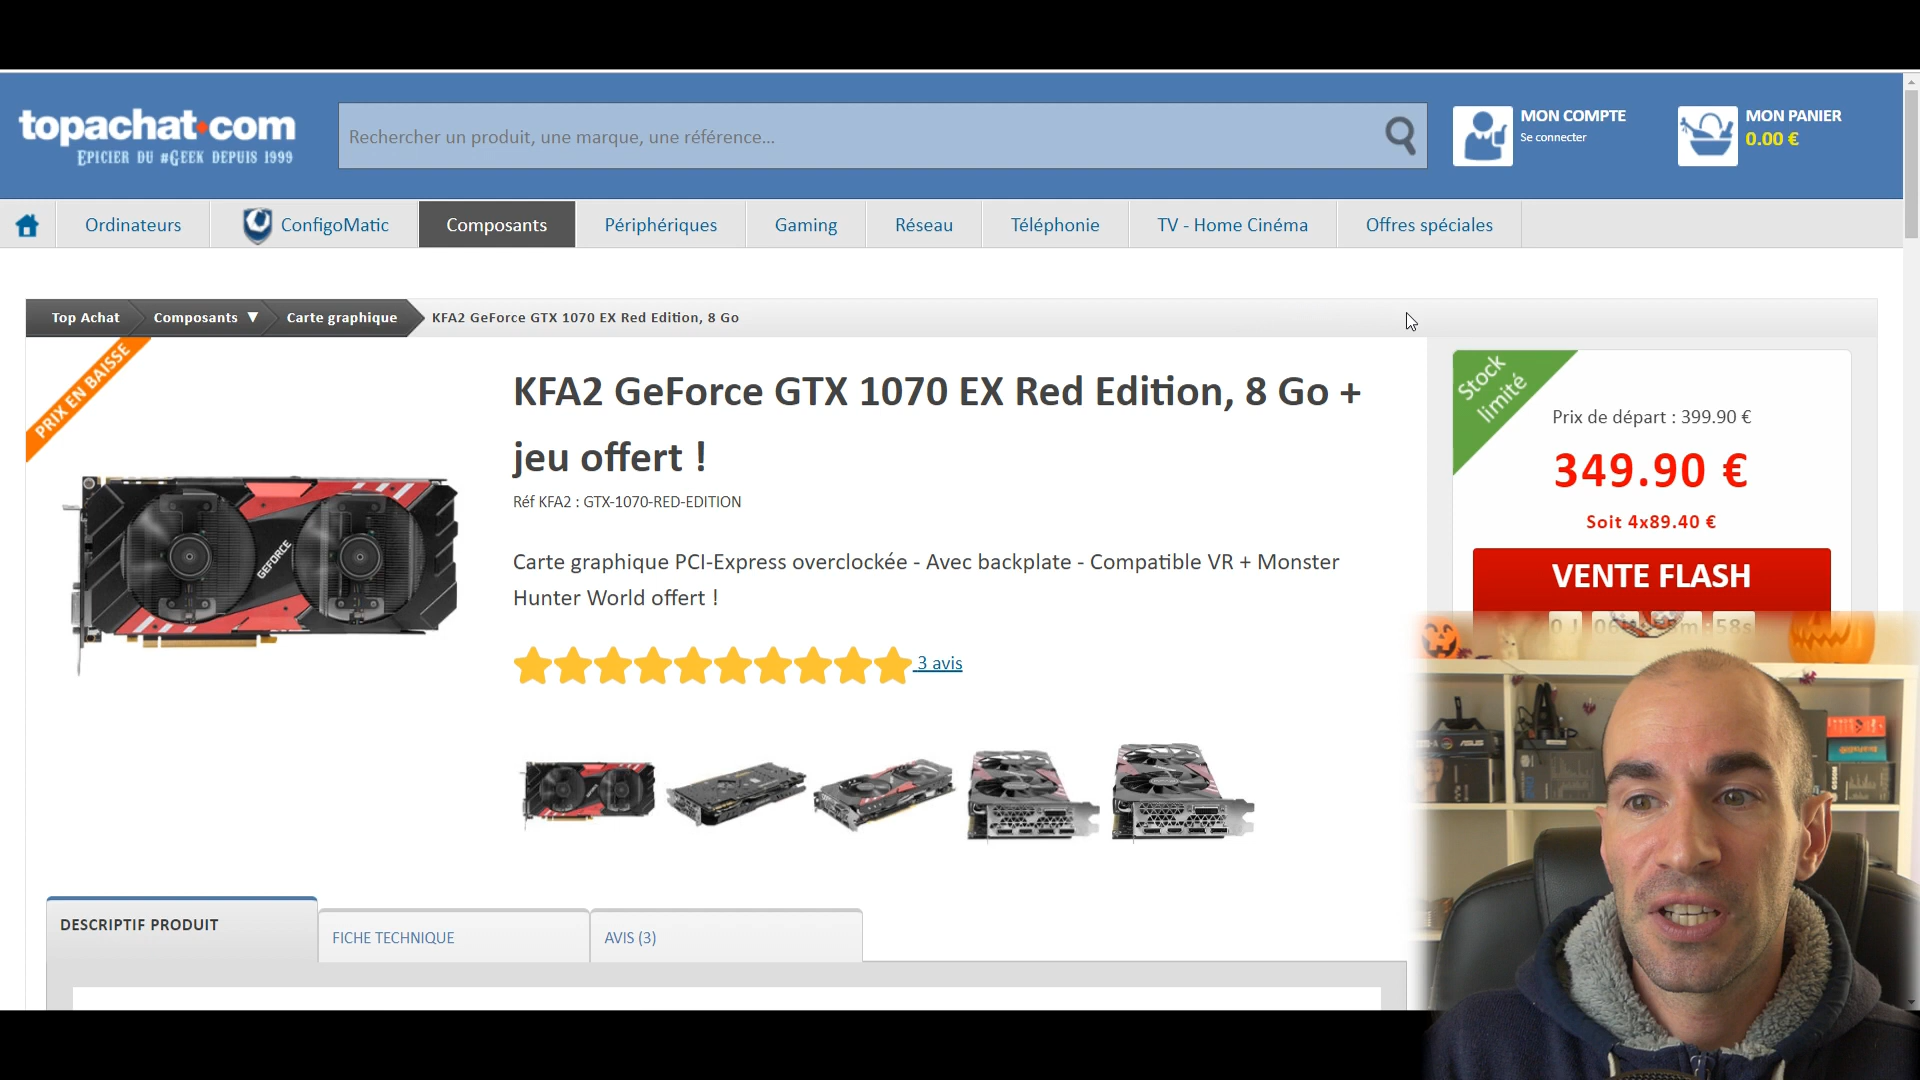 topachat.com
EPICIER DU #GEEK DEPUIS 1999
Rechercher un produit, une marque, une référence...
MON COMPTE
Se connecter
MON PANIER
0.00 €
Ordinateurs
ConfigoMatic
Composants
Périphériques
Gaming
Réseau
Téléphonie
TV - Home Cinéma
Offres spéciales
Top Achat
Composants ▼
Carte graphique
KFA2 GeForce GTX 1070 EX Red Edition, 8 Go
PRIX EN BAISSE
GEFORCE
KFA2 GeForce GTX 1070 EX Red Edition, 8 Go +
jeu offert !
Réf KFA2 : GTX-1070-RED-EDITION
Carte graphique PCI-Express overclockée - Avec backplate - Compatible VR + Monster
Hunter World offert !
3 avis
Stock
limité
Prix de départ : 399.90 €
349.90 €
Soit 4x89.40 €
VENTE FLASH
DESCRIPTIF PRODUIT
FICHE TECHNIQUE
AVIS (3)